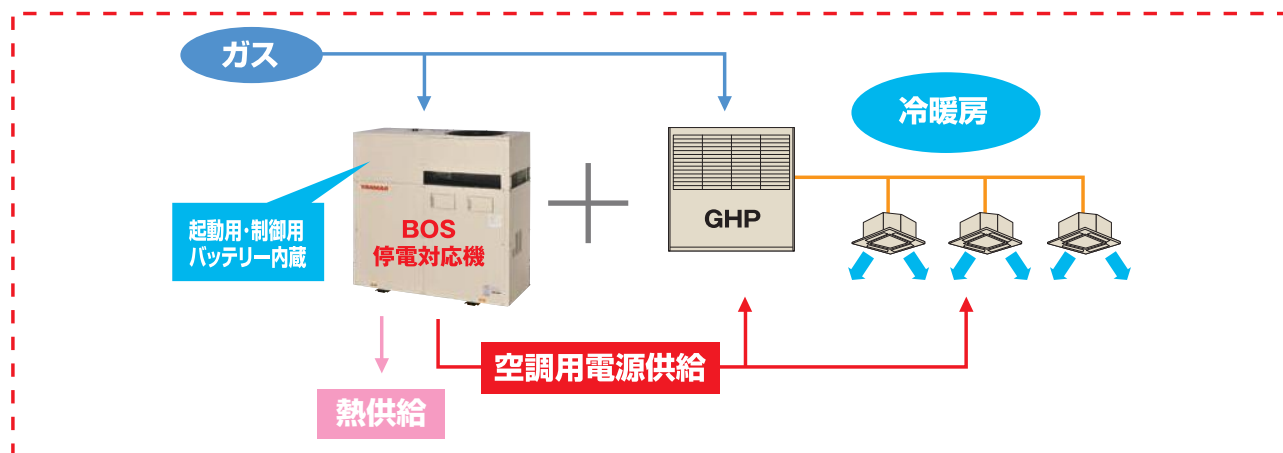 ガス
冷暖房
YANMAR
起動用・制御用
バッテリー内蔵
BOS
停電対応機
GHP
空調用電源供給
熱供給